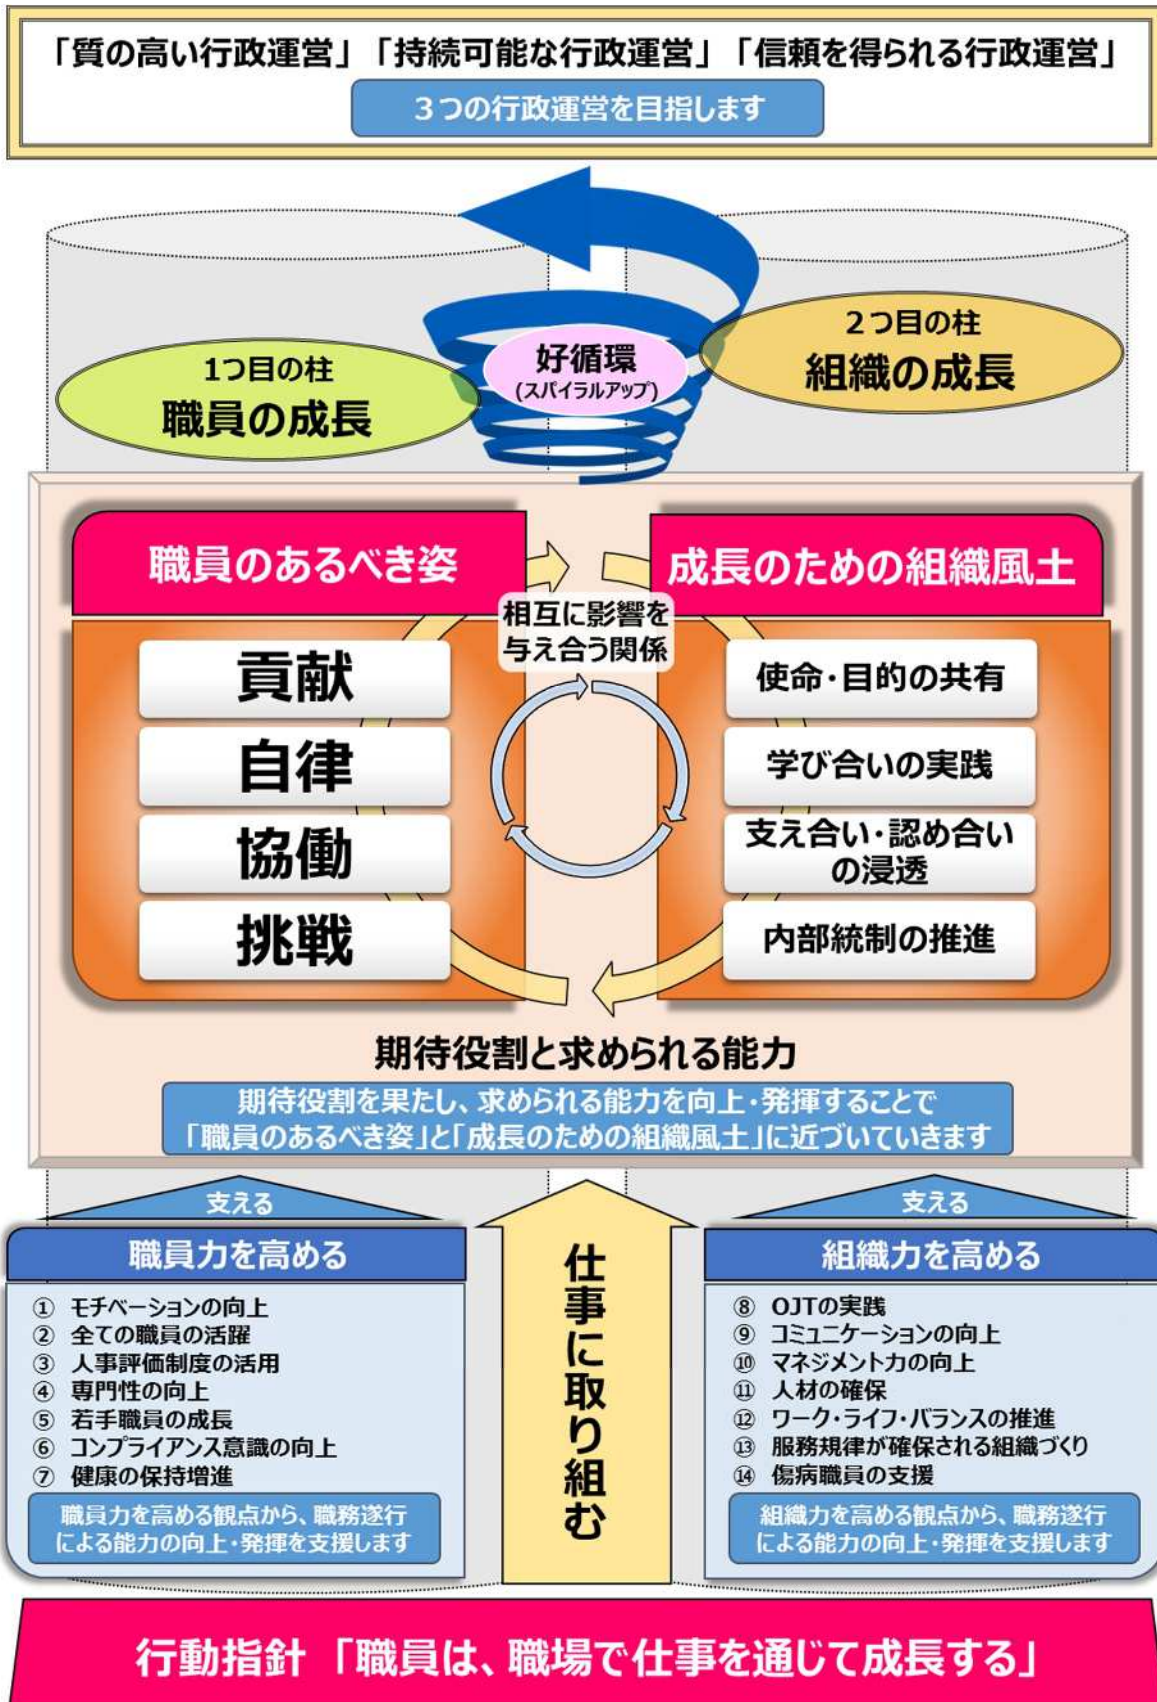 「質の高い行政運営」「持続可能な行政運営」「信頼を得られる行政運営」
３つの行政運営を目指します
1つ目の柱
職員の成長
好循環
(スパイラルアップ)
２つ目の柱
組織の成長
職員のあるべき姿
成長のための組織風土
相互に影響を
与え合う関係
貢献
自律
協働
挑戦
使命・目的の共有
学び合いの実践
支え合い・認め合い
の浸透
内部統制の推進
期待役割と求められる能力
期待役割を果たし、求められる能力を向上・発揮することで
「職員のあるべき姿」と「成長のための組織風土」に近づいていきます
支える
職員力を高める
① モチベーションの向上
② 全ての職員の活躍
③ 人事評価制度の活用
④ 専門性の向上
⑤ 若手職員の成長
⑥ コンプライアンス意識の向上
⑦ 健康の保持増進
職員力を高める観点から、職務遂行
による能力の向上・発揮を支援します
仕事に取り組む
支える
組織力を高める
⑧ OJTの実践
⑨ コミュニケーションの向上
⑩ マネジメント力の向上
⑪ 人材の確保
⑫ ワーク・ライフ・バランスの推進
⑬ 服務規律が確保される組織づくり
⑭ 傷病職員の支援
組織力を高める観点から、職務遂行
による能力の向上・発揮を支援します
行動指針 「職員は、職場で仕事を通じて成長する」